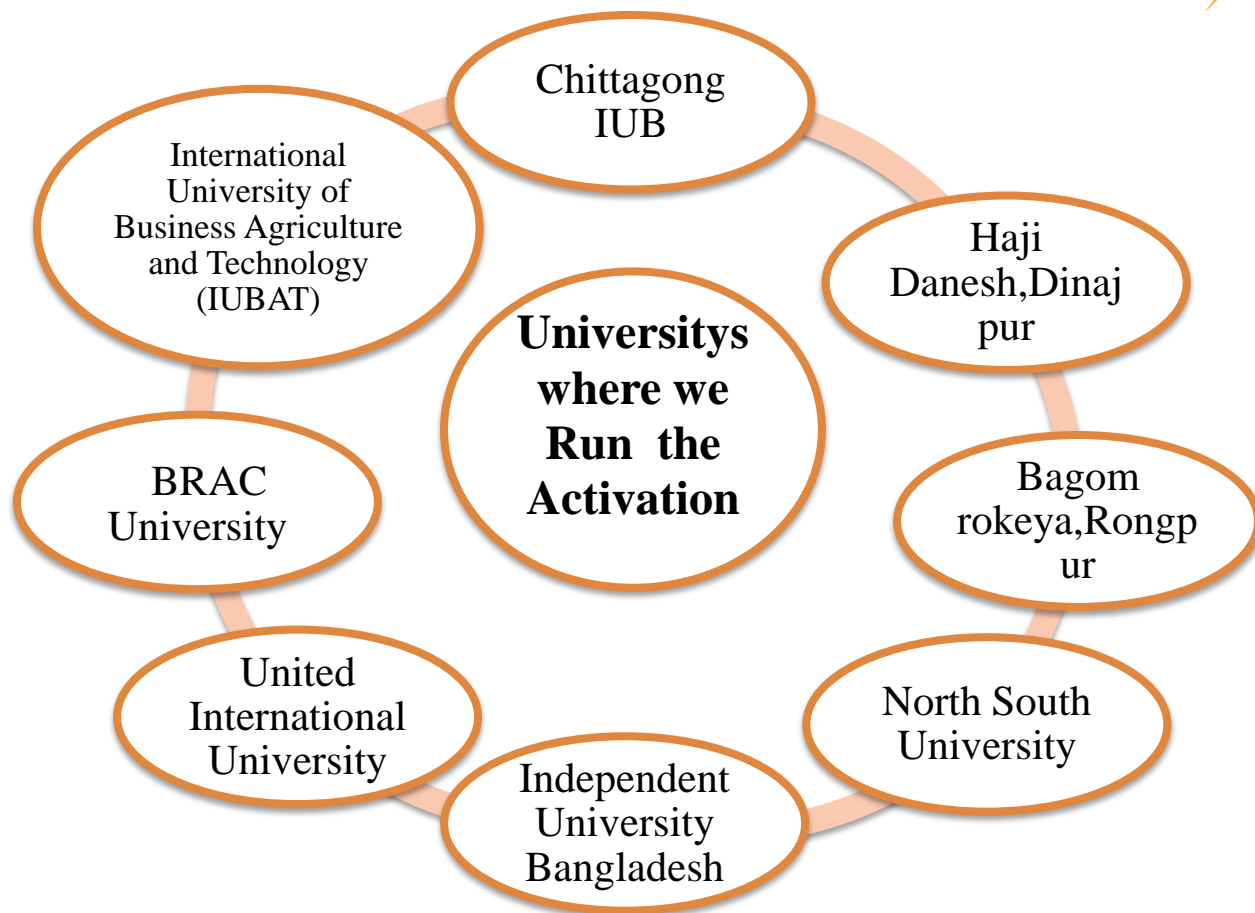 Chittagong
IUB
International
University of
Business Agriculture
and Technology
(IUBAT)
Haji
Danesh,Dinaj
pur
Universitys
where we
Run the
Activation
BRAC
University
Bagom
rokeya,Rongp
ur
United
International
University
North South
University
Independent
University
Bangladesh